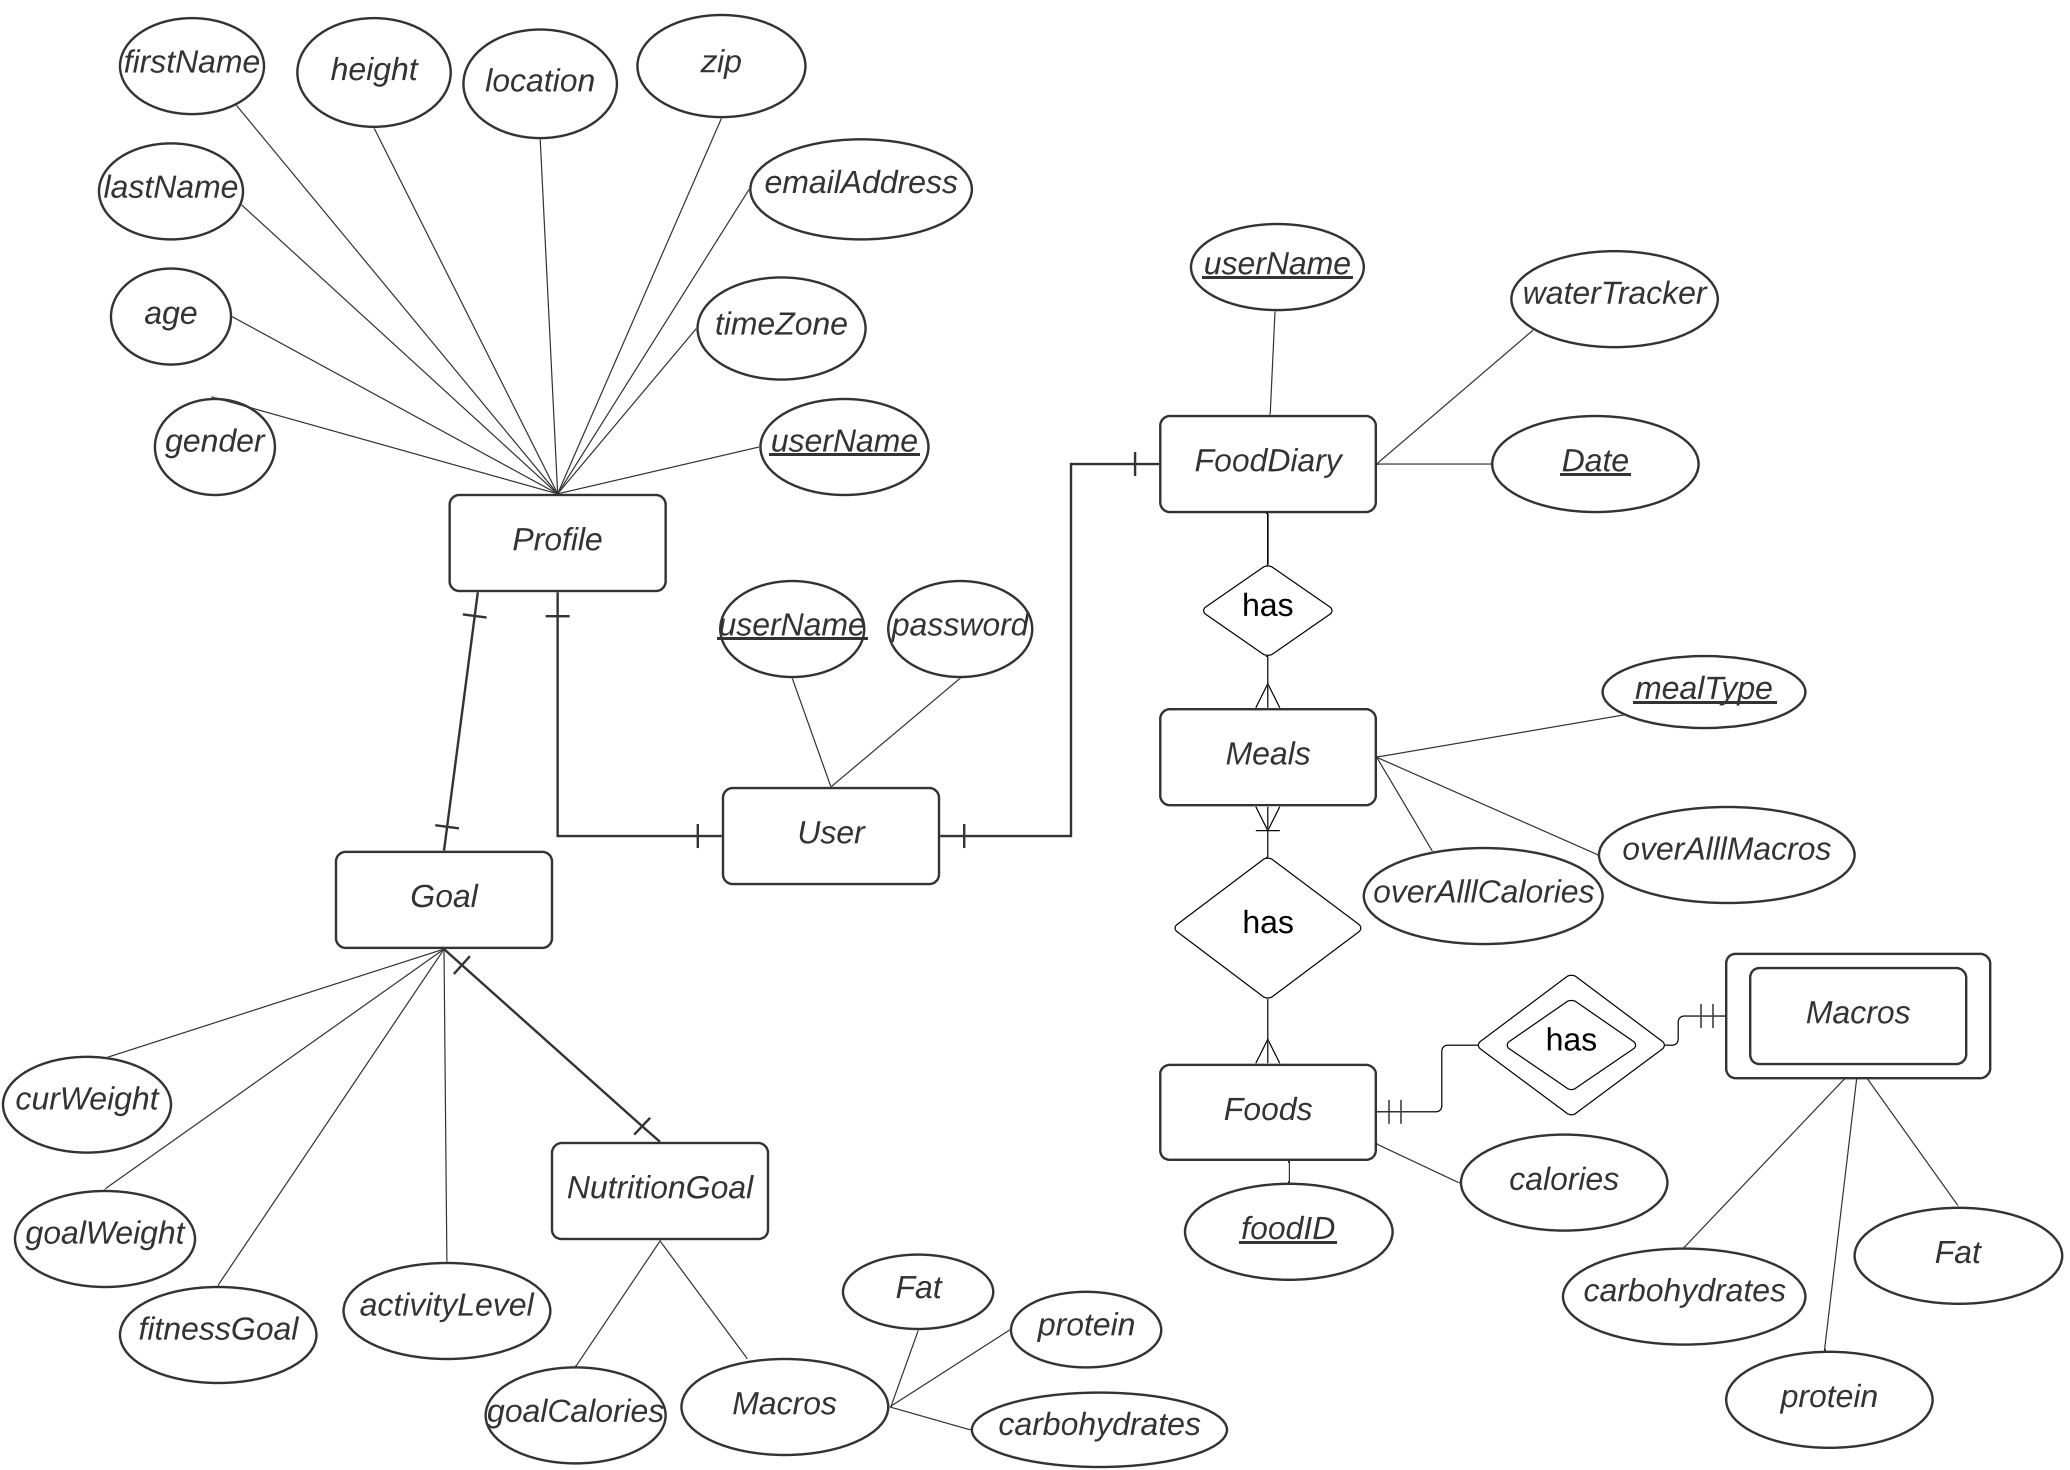 firstName
height
location
zip
lastName
emailAddress
age
timeZone
gender
userName
Profile
userName
waterTracker
FoodDiary
Date
has
userName
password
User
Meals
mealType
overAlllMacros
overAlllCalories
has
Goal
curWeight
goalWeight
fitnessGoal
activityLevel
NutritionGoal
goalCalories
Macros
Fat
protein
carbohydrates
Foods
has
Macros
calories
foodID
carbohydrates
protein
Fat